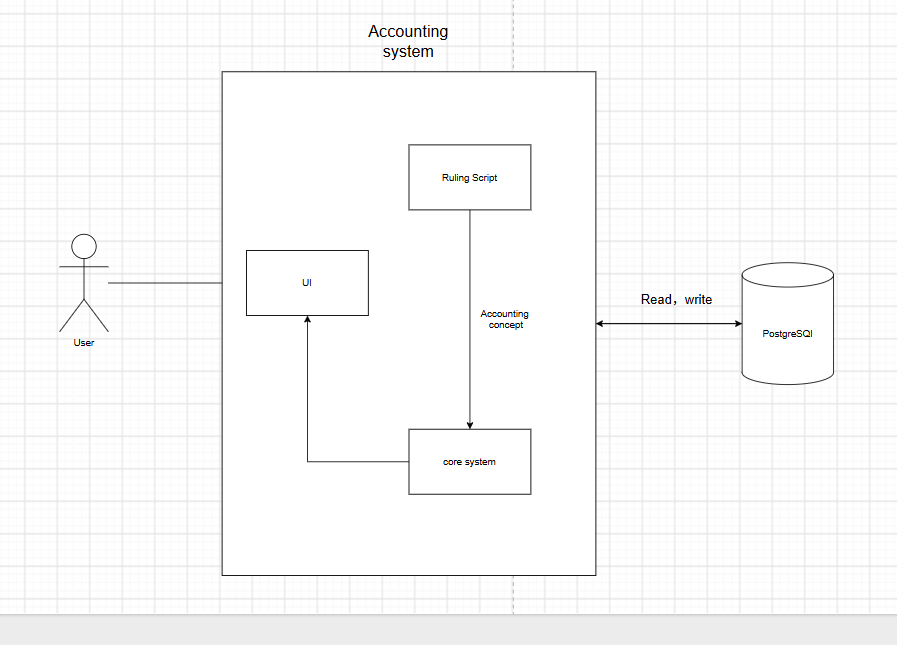 Accounting
system
Ruling Script
UI
Accounting
concept
Read，write
PostgreSQl
User
core system